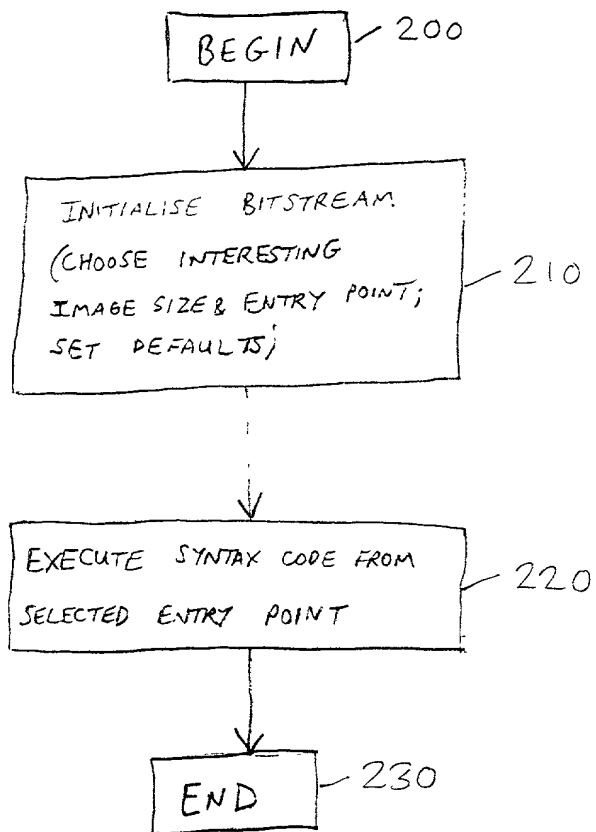 BEGIN
200
INITIALISE BITSTREAM
(CHOOSE INTERESTING
IMAGE SIZE & ENTRY POINT;
SET DEFAULTS;
210
EXECUTE SYNTAX CODE FROM
SELECTED ENTRY POINT
220
END
230